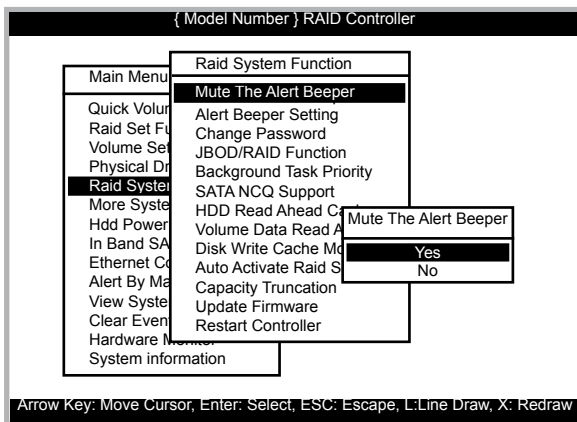 { Model Number } RAID Controller
Main Menu
Quick Volu
Raid Set Fu
Volume Se
Physical Dr
Raid System
More Syste
Hdd Power
In Band SA
Ethernet Co
Alert By Ma
View Syste
Clear Even
Hardware Monitor
System information
Raid System Function
Mute The Alert Beeper
Alert Beeper Setting
Change Password
JBOD/RAID Function
Background Task Priority
SATA NCQ Support
HDD Read Ahead Ca
Volume Data Read A
Disk Write Cache Mo
Auto Activate Raid S
Capacity Truncation
Update Firmware
Restart Controller
Mute The Alert Beeper
Yes
No
Arrow Key: Move Cursor, Enter: Select, ESC: Escape, L:Line Draw, X: Redraw